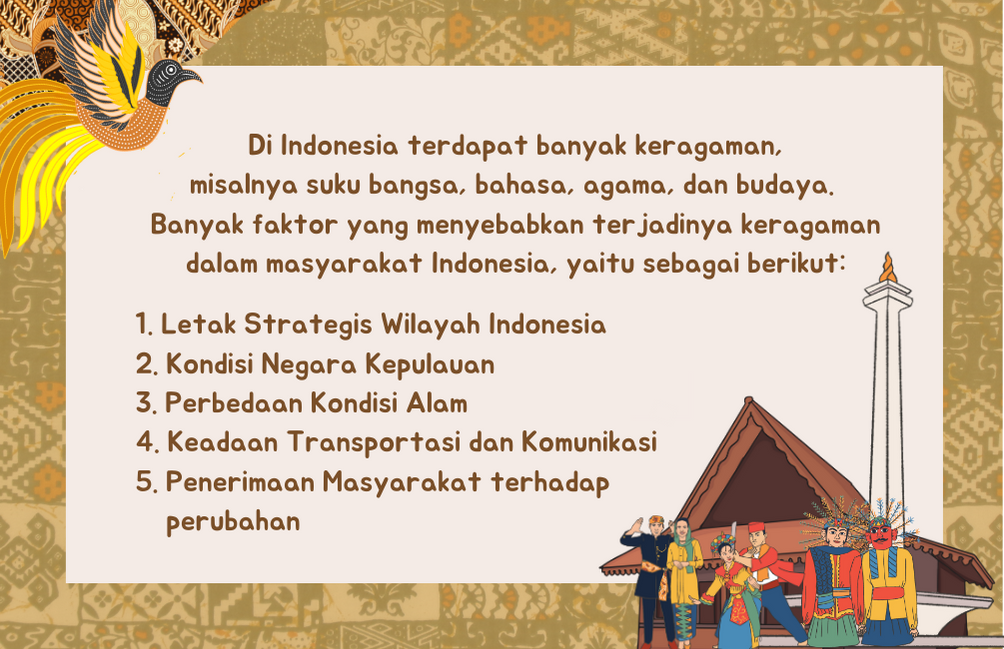 Di Indonesia terdapat banyak keragaman,
misalnya suku bangsa, bahasa, agama, dan budaya.
Banyak faktor yang menyebabkan terjadinya keragaman
dalam masyarakat Indonesia, yaitu sebagai berikut:
1. Letak Strategis Wilayah Indonesia
2. Kondisi Negara Kepulauan
3. Perbedaan Kondisi Alam
4. Keadaan Transportasi dan Komunikasi
5. Penerimaan Masyarakat terhadap
perubahan